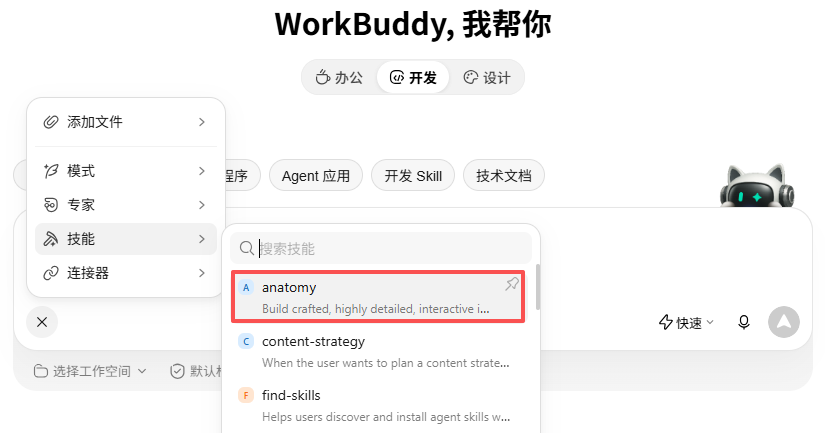 WorkBuddy, 我帮你
办公
开发
设计
添加文件
模式
专家
技能
连接器
程序
Agent 应用
开发 Skill
技术文档
搜索技能
A anatomy
Build crafted, highly detailed, interactive i...
C content-strategy
When the user wants to plan a content strate...
F find-skills
Helps users discover and install agent skills w...
快速
选择工作空间
默认